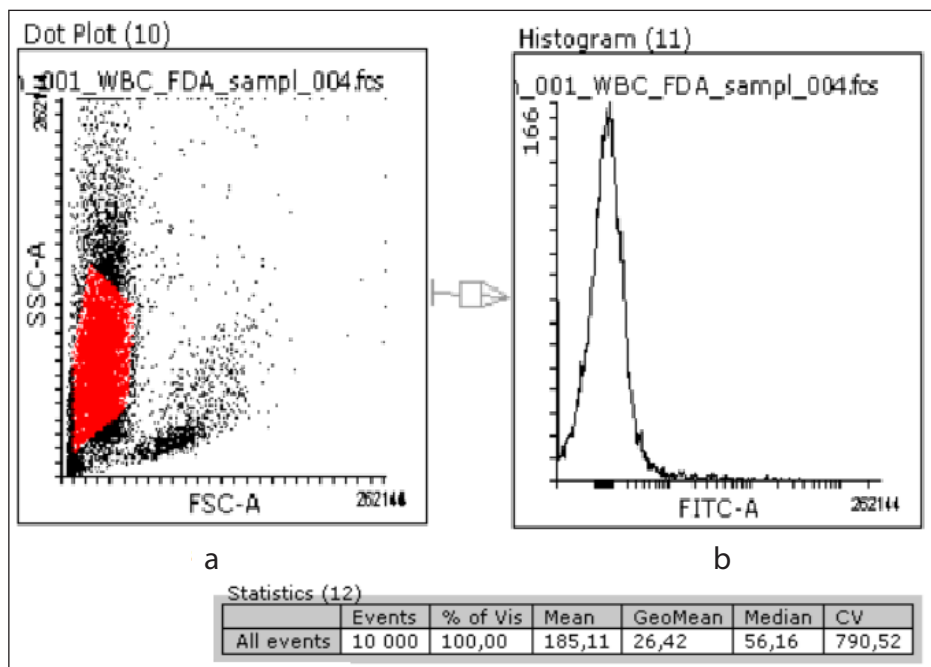 Dot Plot (10)
_001_WBC_FDA_sampl_004.fcs
SSC-A
FSC-A
262144
a
Histogram (11)
_001_WBC_FDA_sampl_004.fcs
166
FITC-A
262144
b
Statistics (12)
Events % of Vis Mean GeoMean Median CV
All events 10 000 100,00 185,11 26,42 56,16 790,52